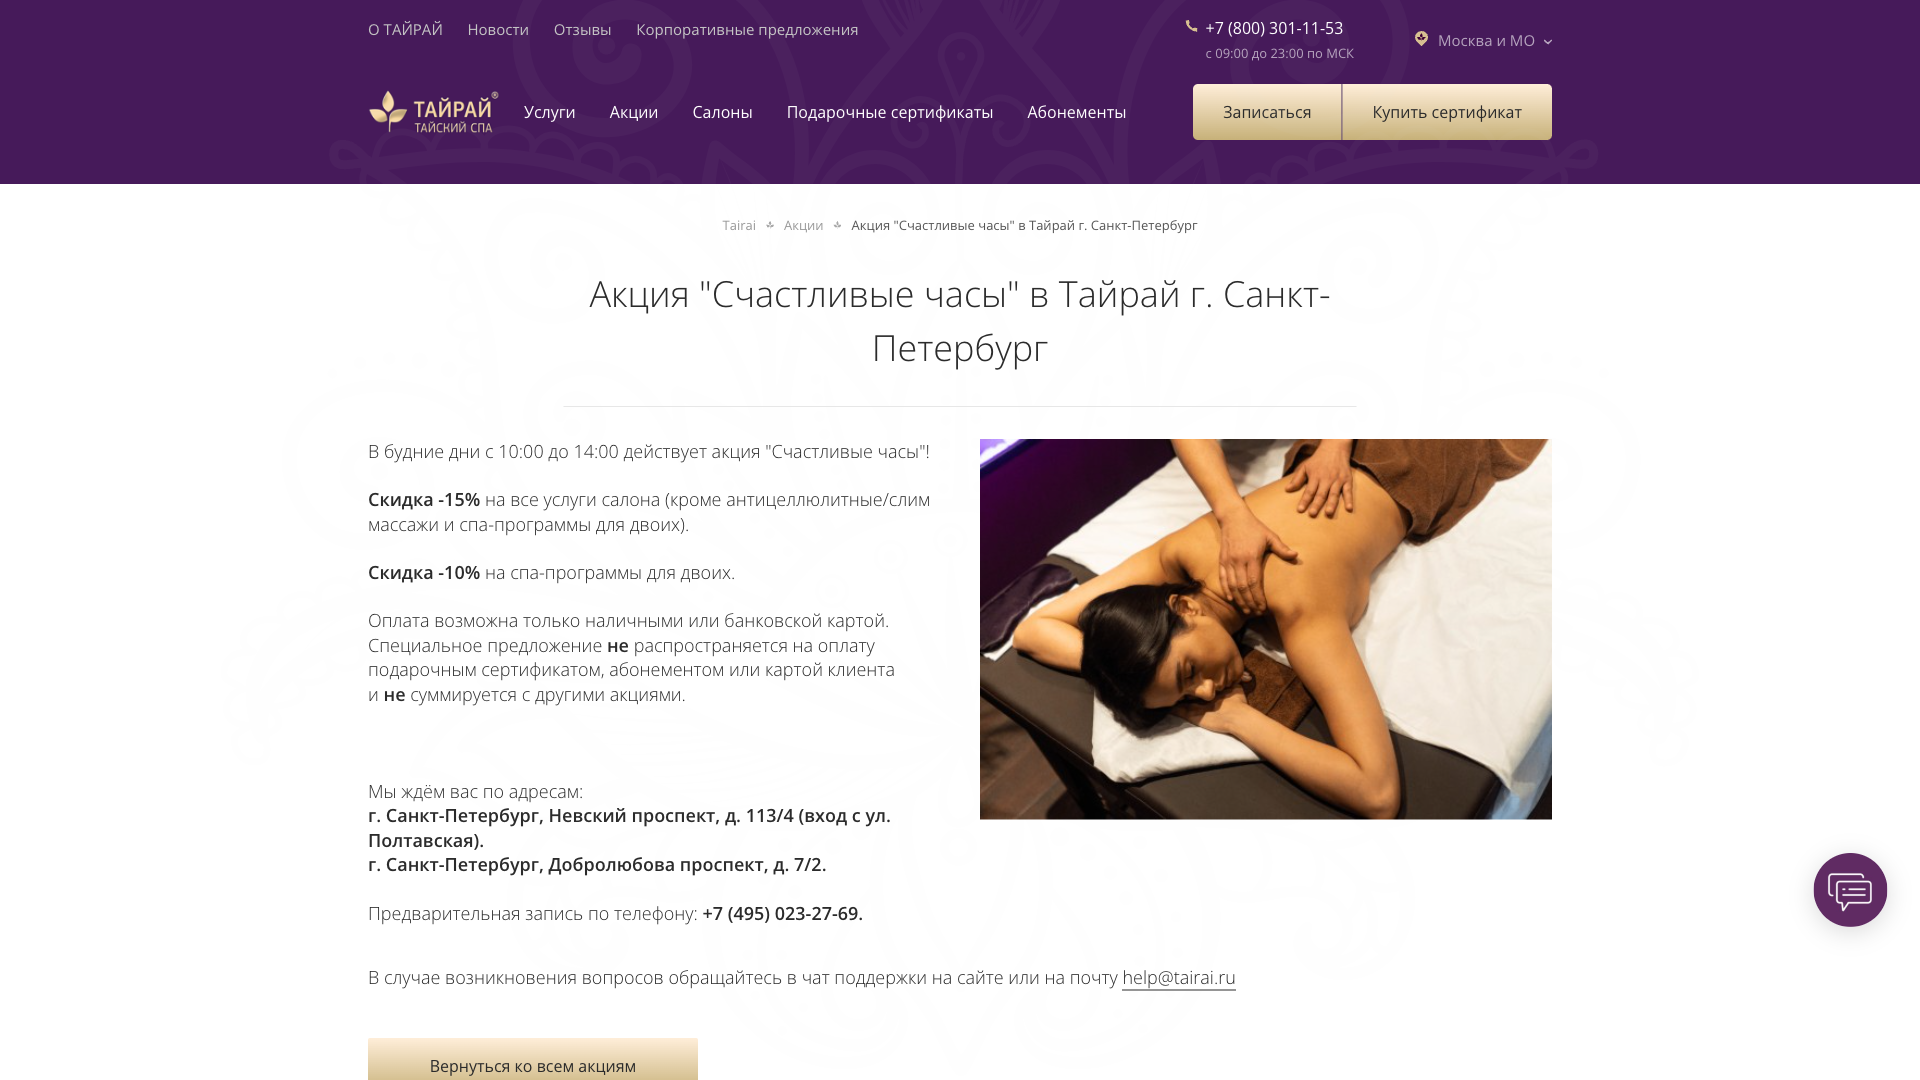 О ТАЙРАЙ
Новости
Отзывы
Корпоративные предложения
+7 (800) 301-11-53
с 09:00 до 23:00 по МСК
Москва и МО
ТАЙРАЙ®
ТАЙСКИЙ СПА
Услуги
Акции
Салоны
Подарочные сертификаты
Абонементы
Записаться
Купить сертификат
Tairai
Акции
Акция "Счастливые часы" в Тайрай г. Санкт-Петербург
Акция "Счастливые часы" в Тайрай г. Санкт-
Петербург
В будние дни с 10:00 до 14:00 действует акция "Счастливые часы"!
Скидка -15% на все услуги салона (кроме антицеллюлитные/слим
массажи и спа-программы для двоих).
Скидка -10% на спа-программы для двоих.
Оплата возможна только наличными или банковской картой.
Специальное предложение не распространяется на оплату
подарочным сертификатом, абонементом или картой клиента
и не суммируется с другими акциями.
Мы ждём вас по адресам:
г. Санкт-Петербург, Невский проспект, д. 113/4 (вход с ул.
Полтавская).
г. Санкт-Петербург, Добролюбова проспект, д. 7/2.
Предварительная запись по телефону: +7 (495) 023-27-69.
В случае возникновения вопросов обращайтесь в чат поддержки на сайте или на почту help@tairai.ru
Вернуться ко всем акциям